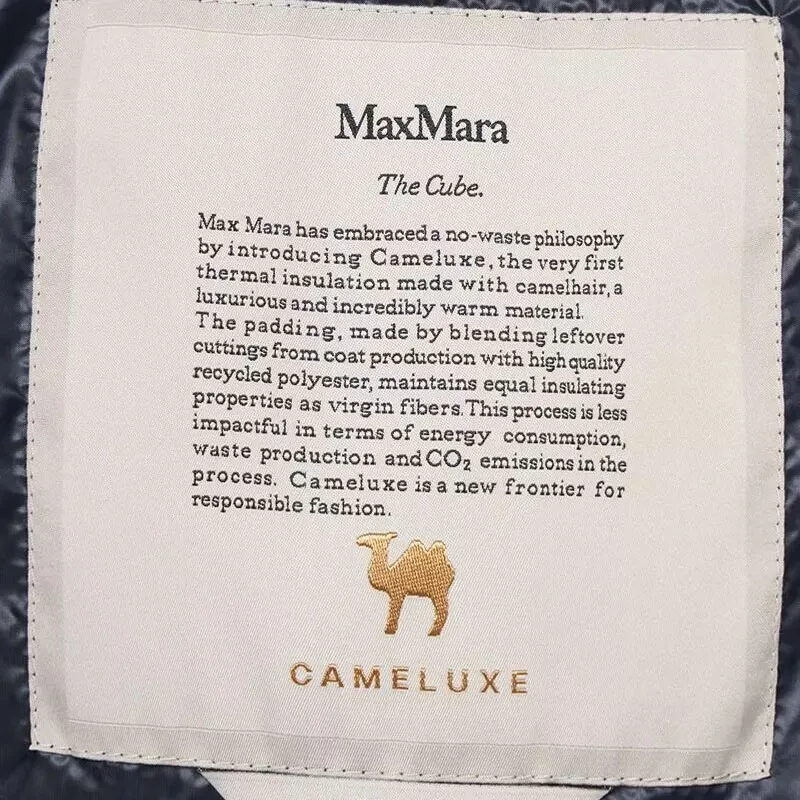 MaxMara
The Cube.
Max Mara has embraced a no-waste philosophy
by introducing Cameluxe, the very first
thermal insulation made with camelhair, a
luxurious and incredibly warm material.
The padding, made by blending leftover
cuttings from coat production with high quality
recycled polyester, maintains equal insulating
properties as virgin fibers. This process is less
impactful in terms of energy consumption,
waste production and CO₂ emissions in the
process. Cameluxe is a new frontier for
responsible fashion.
CAMELUXE